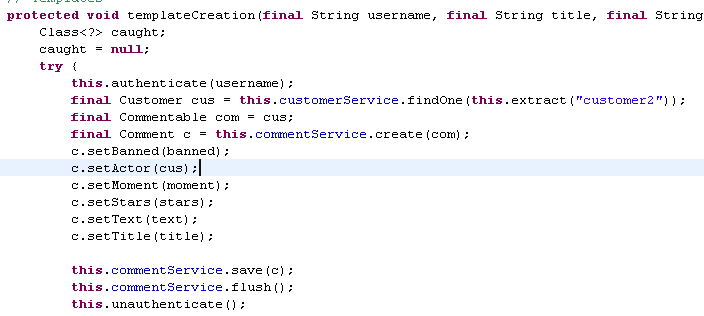 // Templates
protected void templateCreation(final String username, final String title, final String
Class<?> caught;
caught = null;
try {
this.authenticate(username);
final Customer cus = this.customerService.findOne(this.extract("customer2"));
final Commentable com = cus;
final Comment c = this.commentService.create(com);
c.setBanned(banned);
c.setActor(cus);
c.setMoment(moment);
c.setStars(stars);
c.setText(text);
c.setTitle(title);
this.commentService.save(c);
this.commentService.flush();
this.unauthenticate();